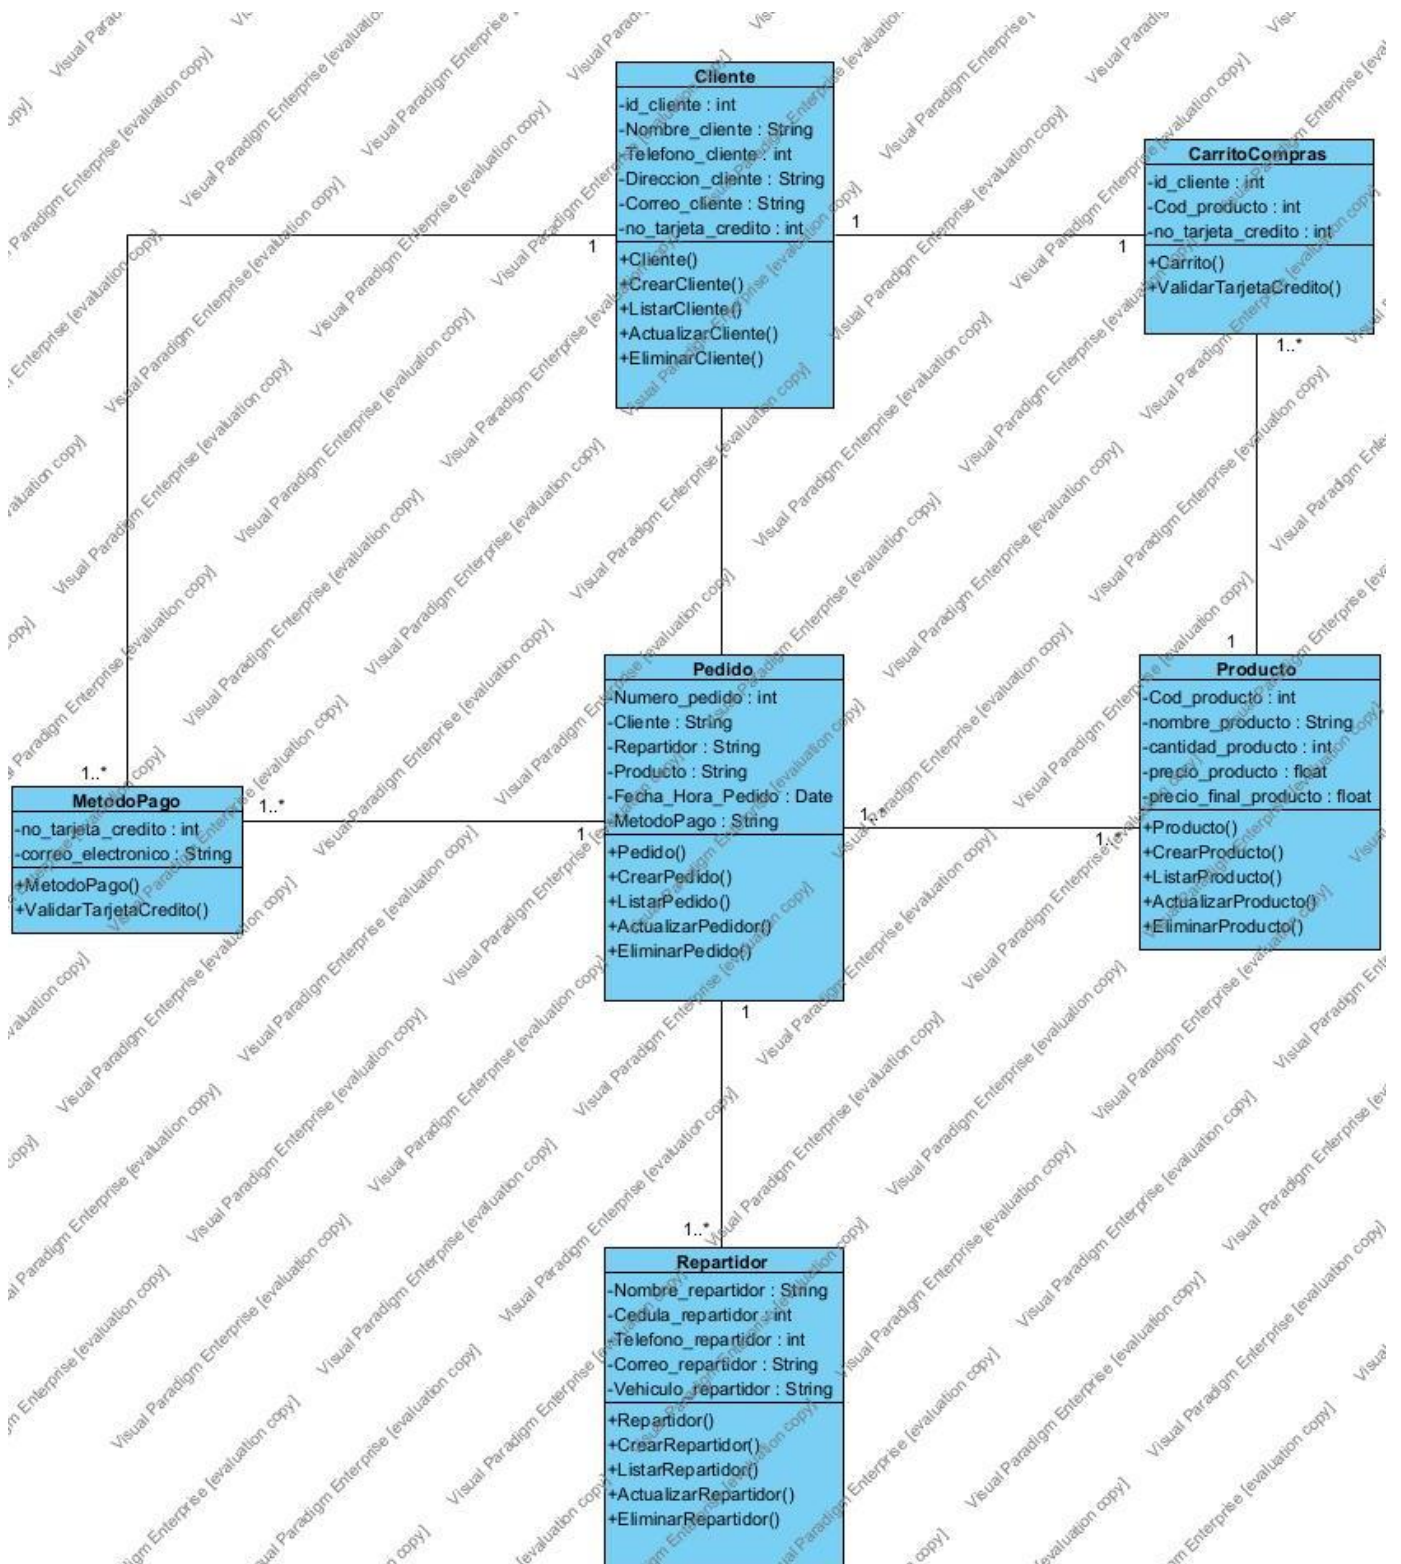 Cliente
-id_cliente : int
-Nombre_cliente : String
-Telefono_cliente : int
-Direccion_cliente : String
-Correo_cliente : String
-no_tarjeta_credito : int
+Cliente()
+CrearCliente()
+ListarCliente()
+ActualizarCliente()
+EliminarCliente()
CarritoCompras
-id_cliente : int
-Cod_producto : int
-no_tarjeta_credito : int
+Carrito()
+ValidarTarjetaCredito()
1
1
1
1..*
1
1..*
MetodoPago
-no_tarjeta_credito : int
-correo_electronico : String
+MetodoPago()
+ValidarTarjetaCredito()
1..*
1
Pedido
-Numero_pedido : int
-Cliente : String
-Repartidor : String
-Producto : String
-Fecha_Hora_Pedido : Date
-MetodoPago : String
+Pedido()
+CrearPedido()
+ListarPedido()
+ActualizarPedidor()
+EliminarPedido()
1..*
1..*
Producto
-Cod_producto : int
-nombre_producto : String
-cantidad_producto : int
-precio_producto : float
-precio_final_producto : float
+Producto()
+CrearProducto()
+ListarProducto()
+ActualizarProducto()
+EliminarProducto()
1
1..*
Repartidor
-Nombre_repartidor : String
-Cedula_repartidor : int
-Telefono_repartidor : int
-Correo_repartidor : String
-Vehiculo_repartidor : String
+Repartidor()
+CrearRepartidor()
+ListarRepartidor()
+ActualizarRepartidor()
+EliminarRepartidor()
Visual Paradigm Enterprise [evaluation copy]